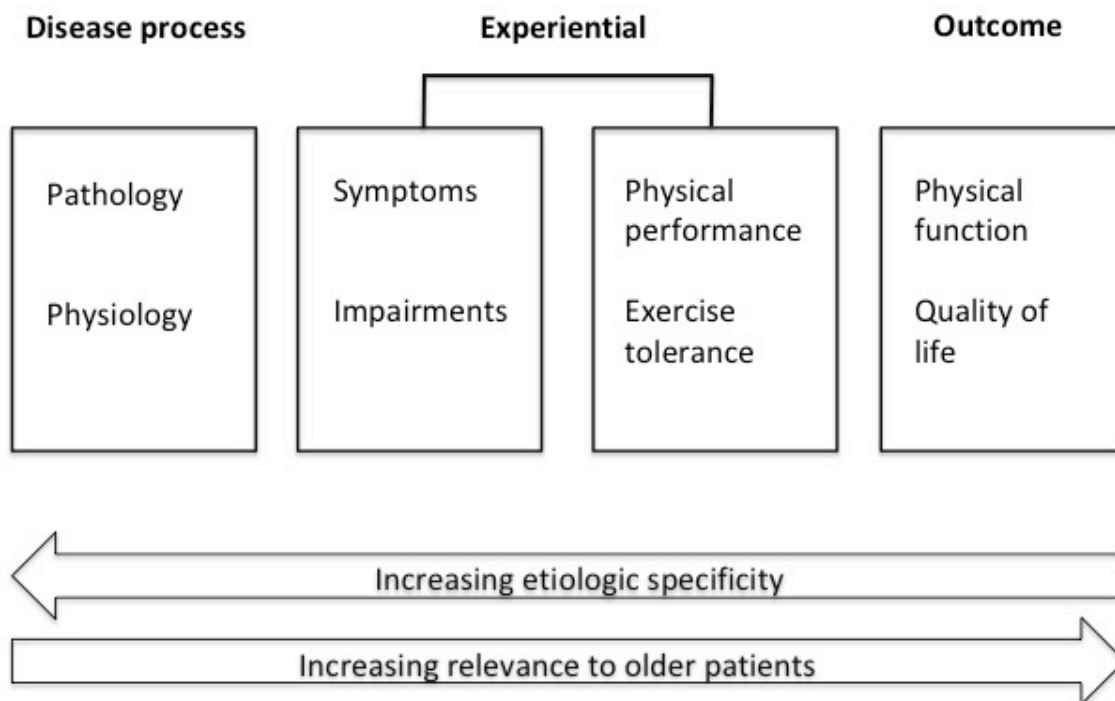 Disease process
Experiential
Outcome
Pathology
Physiology
Symptoms
Impairments
Physical
performance
Exercise
tolerance
Physical
function
Quality of
life
Increasing etiologic specificity
Increasing relevance to older patients